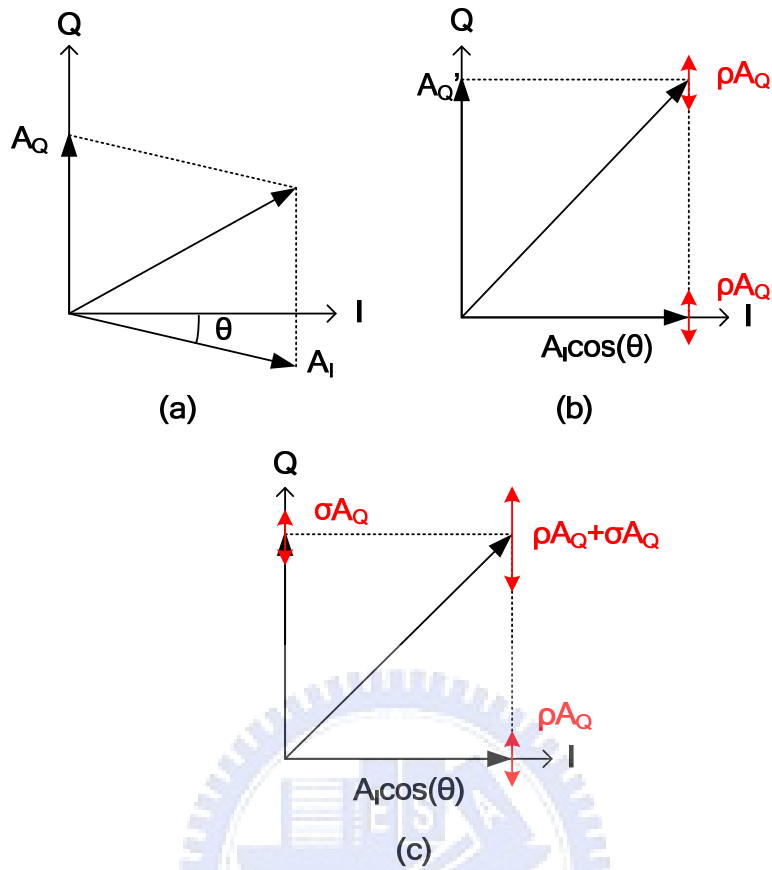 Q
A_Q
I
θ
A_I
(a)
Q
A_Q'
ρA_Q
ρA_Q
I
A_Icos(θ)
(b)
Q
σA_Q
ρA_Q+σA_Q
ρA_Q
I
A_Icos(θ)
E S A
(c)